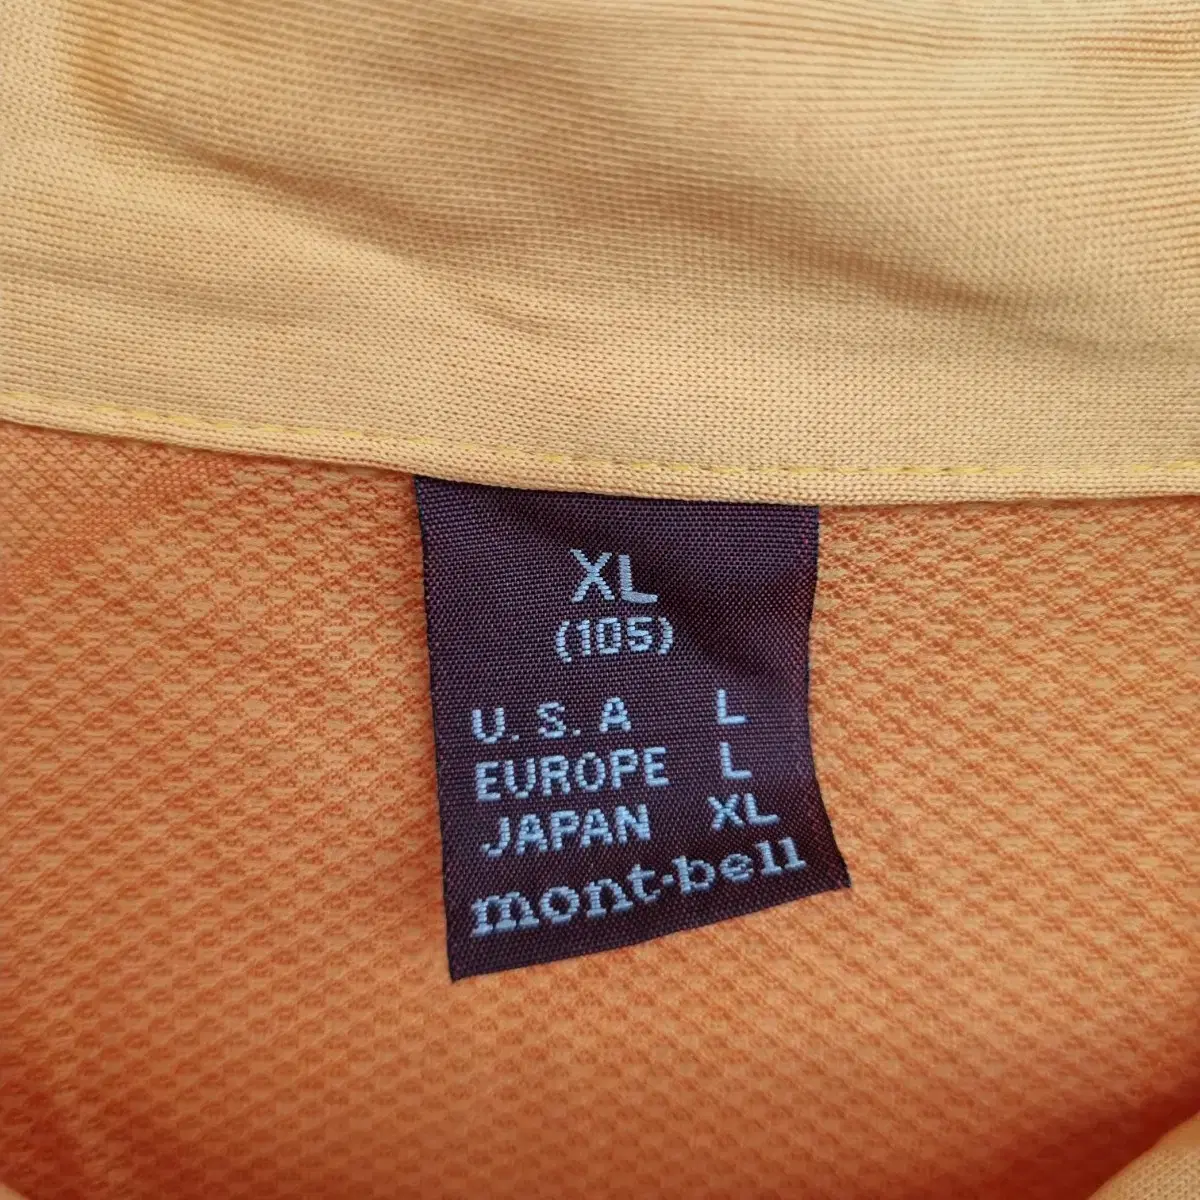 XL
(105)
U.S.A L
EUROPE L
JAPAN XL
mont-bell